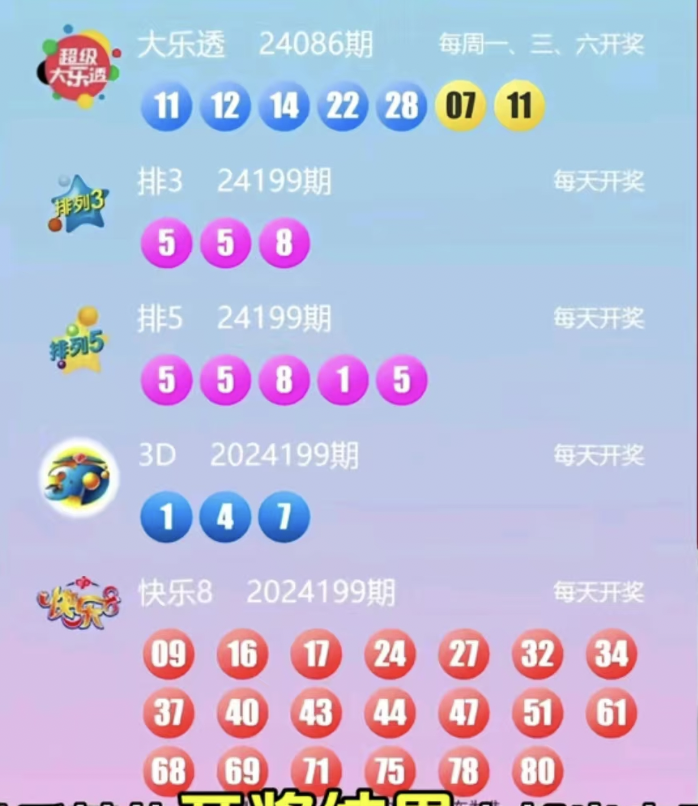 超级
大乐透
大乐透 24086期 每周一、三、六开奖
11 12 14 22 28 07 11
排列3
排3 24199期 每天开奖
5 5 8
排列5
排5 24199期 每天开奖
5 5 8 1 5
3D 2024199期 每天开奖
1 4 7
快乐8
快乐8 2024199期 每天开奖
09 16 17 24 27 32 34
37 40 43 44 47 51 61
68 69 71 75 78 80
开奖结果